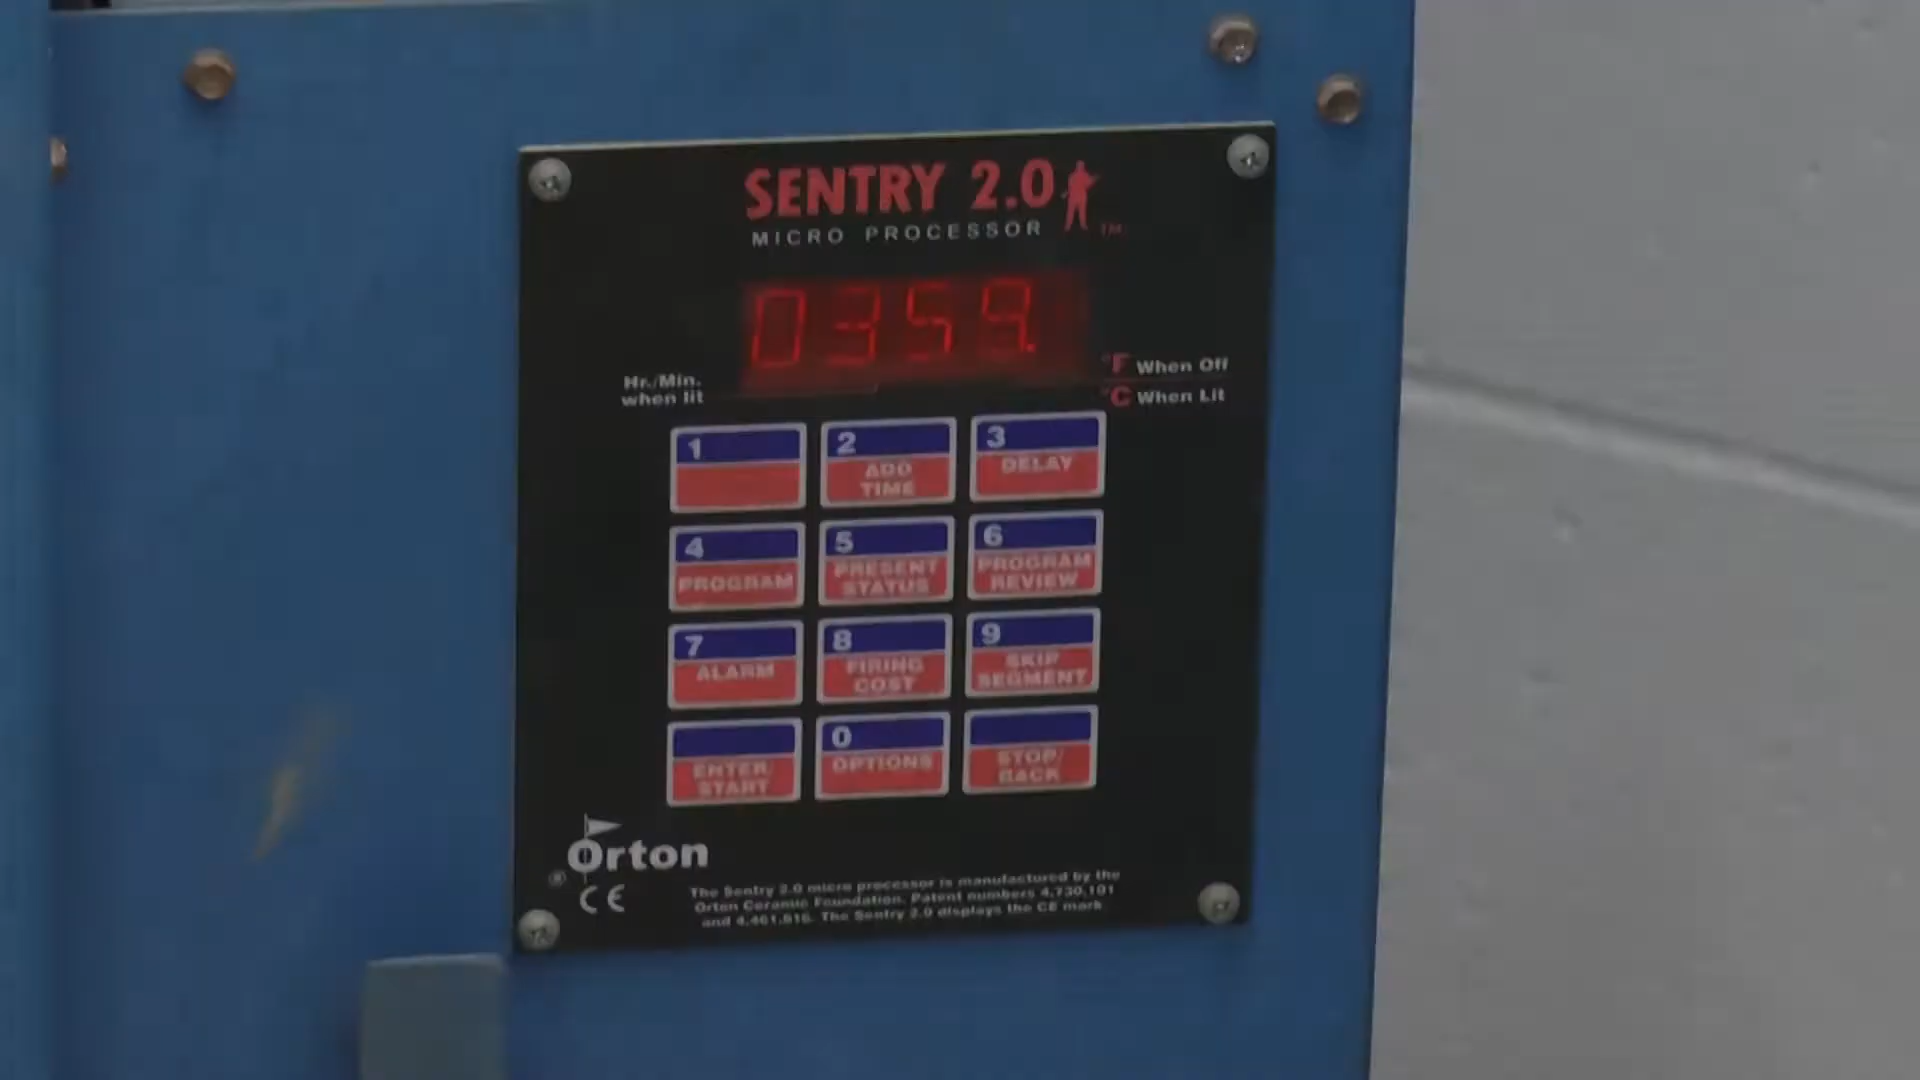 SENTRY 2.0
TM
MICRO PROCESSOR
0359.
Hr./Min.
when lit
°F When Off
°C When Lit
1
2
ADD
TIME
3
DELAY
4
PROGRAM
5
PRESENT
STATUS
6
PROGRAM
REVIEW
7
ALARM
8
FIRING
COST
9
SKIP
SEGMENT
ENTER/
START
0
OPTIONS
STOP/
BACK
Orton
®
CE
The Sentry 2.0 micro processor is manufactured by the
Orton Ceramic Foundation. Patent numbers 4,730,101
and 4,461,616. The Sentry 2.0 displays the CE mark